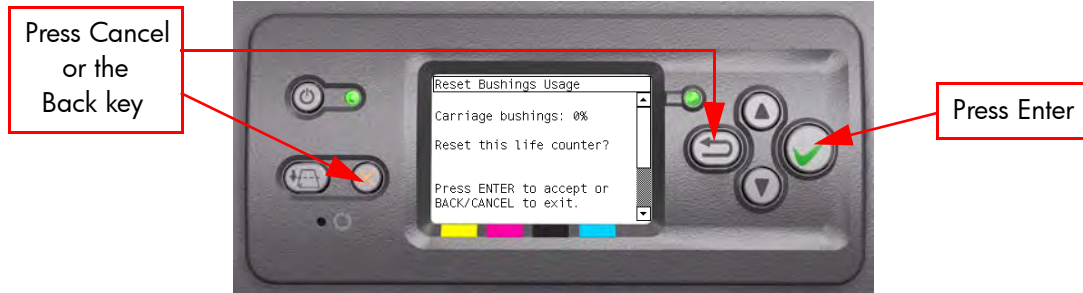 Press Cancel
or the
Back key
Reset Bushings Usage
Carriage bushings: 0%
Reset this life counter?
Press ENTER to accept or
BACK/CANCEL to exit.
Press Enter